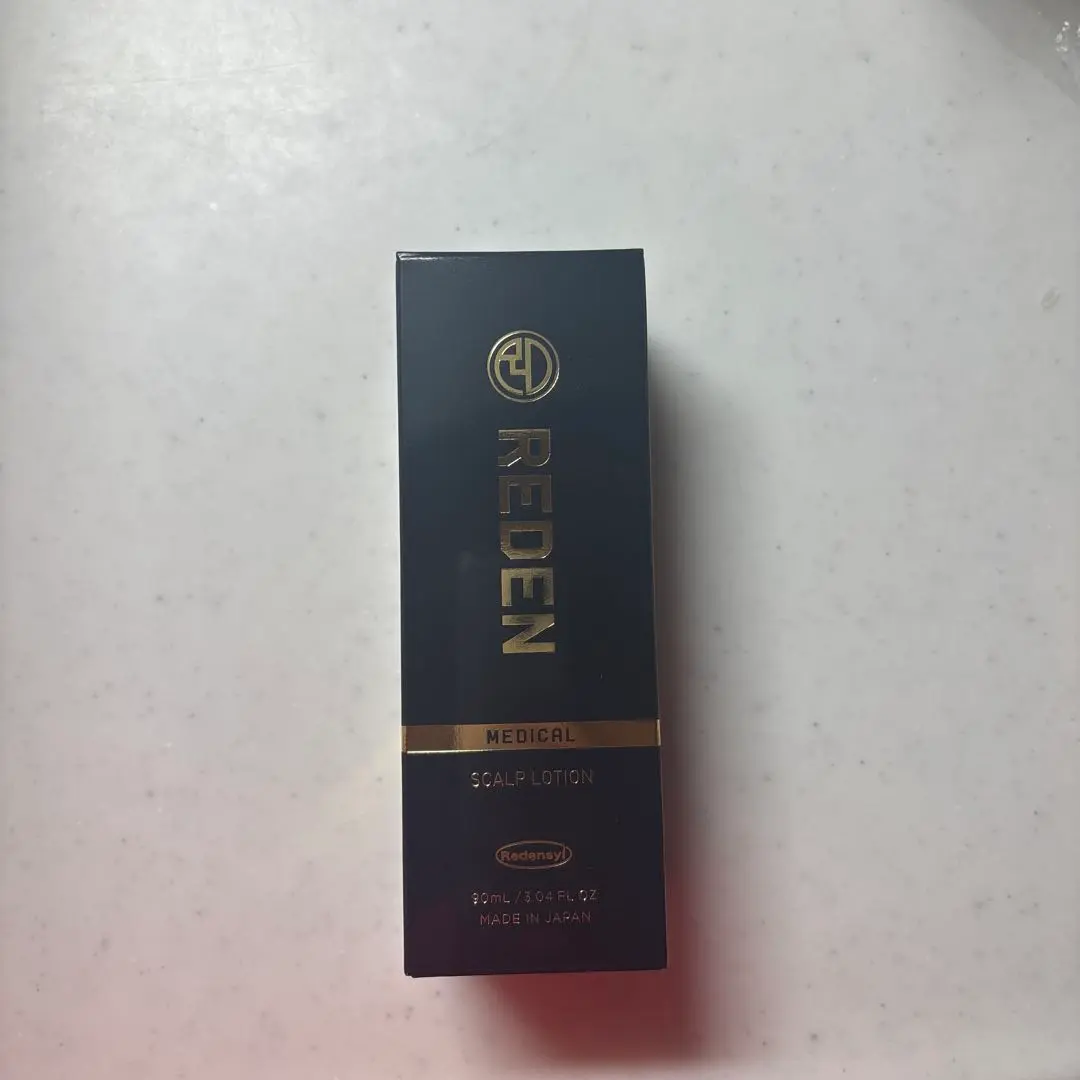 REDEN
MEDICAL
SCALP LOTION
Redensyl
90mL / 3.04 FL OZ
MADE IN JAPAN